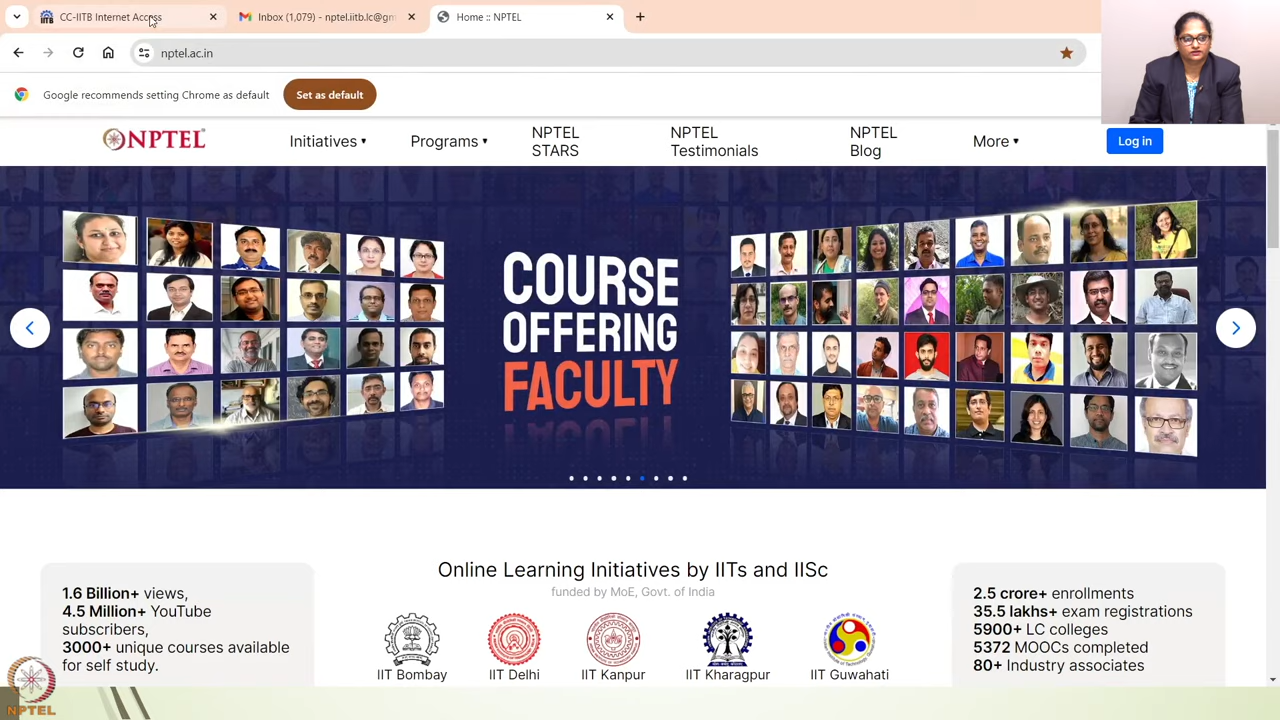 CC-IITB Internet Access
Inbox (1,079) - nptel.iitb.lc@gm
Home :: NPTEL
nptel.ac.in
Google recommends setting Chrome as default
Set as default
NPTEL
Initiatives
Programs
NPTEL
STARS
NPTEL
Testimonials
NPTEL
Blog
More
Log in
COURSE
OFFERING
FACULTY
Online Learning Initiatives by IITs and IISc
funded by MoE, Govt. of India
1.6 Billion+ views,
4.5 Million+ YouTube
subscribers,
3000+ unique courses available
for self study.
IIT Bombay
IIT Delhi
IIT Kanpur
IIT Kharagpur
IIT Guwahati
2.5 crore+ enrollments
35.5 lakhs+ exam registrations
5900+ LC colleges
5372 MOOCs completed
80+ Industry associates
NPTEL